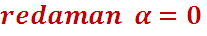 redaman α = 0